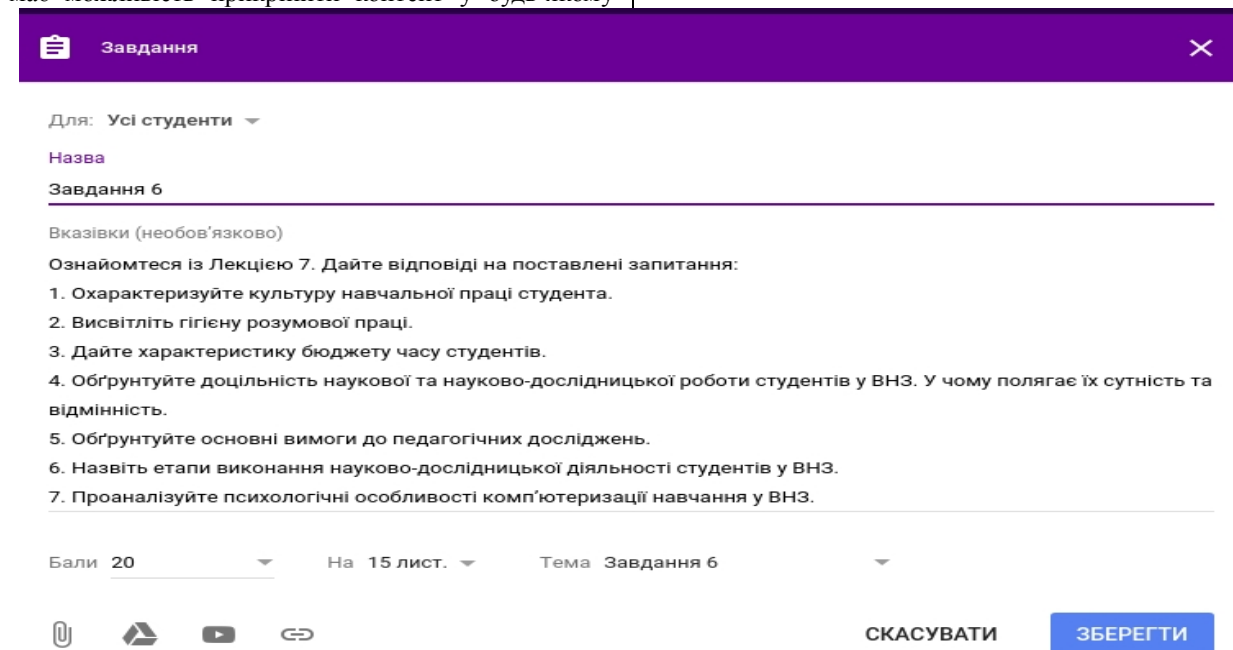 Завдання
Для: Усі студенти
Назва
Завдання 6
Вказівки (необов'язково)
Ознайомтеся із Лекцією 7. Дайте відповіді на поставлені запитання:
1. Охарактеризуйте культуру навчальної праці студента.
2. Висвітліть гігієну розумової праці.
3. Дайте характеристику бюджету часу студентів.
4. Обґрунтуйте доцільність наукової та науково-дослідницької роботи студентів у ВНЗ. У чому полягає їх сутність та
відмінність.
5. Обґрунтуйте основні вимоги до педагогічних досліджень.
6. Назвіть етапи виконання науково-дослідницької діяльності студентів у ВНЗ.
7. Проаналізуйте психологічні особливості комп'ютеризації навчання у ВНЗ.
Бали 20 На 15 лист. Тема Завдання 6
СКАСУВАТИ ЗБЕРЕГТИ